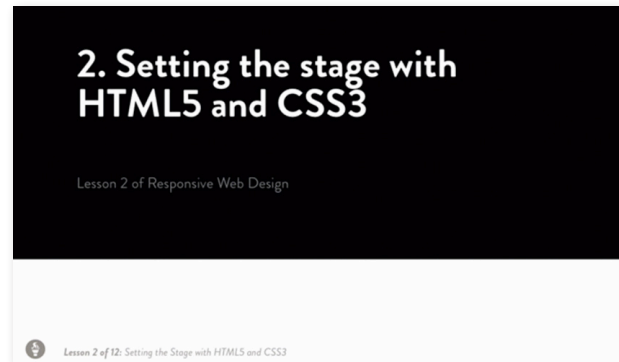 2. Setting the stage with
HTML5 and CSS3
Lesson 2 of Responsive Web Design
Lesson 2 of 12: Setting the Stage with HTML5 and CSS3